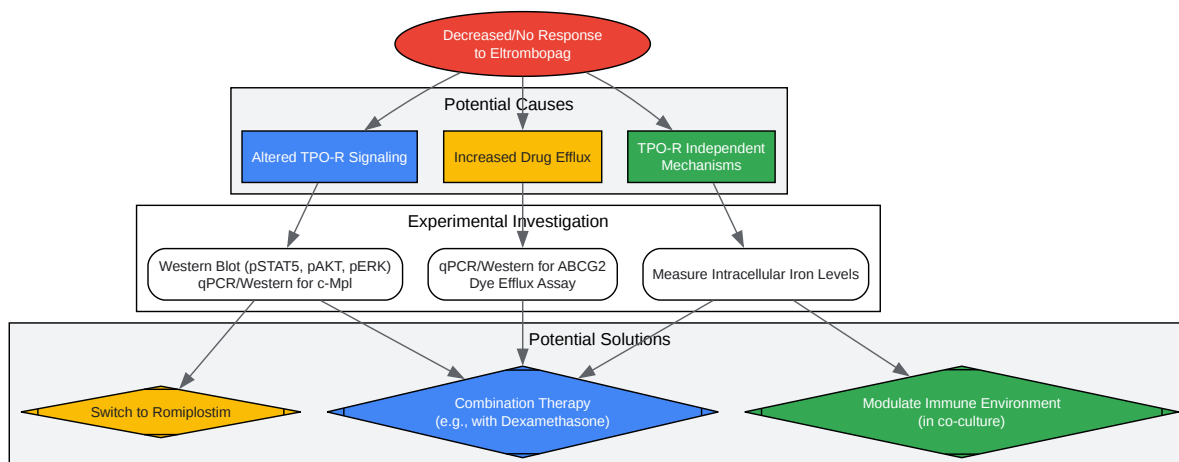 Decreased/No Response
to Eltrombopag
Potential Causes
Altered TPO-R Signaling
Increased Drug Efflux
TPO-R Independent
Mechanisms
Experimental Investigation
Western Blot (pSTAT5, pAKT, pERK)
qPCR/Western for c-Mpl
qPCR/Western for ABCG2
Dye Efflux Assay
Measure Intracellular Iron Levels
Potential Solutions
Switch to Romiplostim
Combination Therapy
(e.g., with Dexamethasone)
Modulate Immune Environment
(in co-culture)